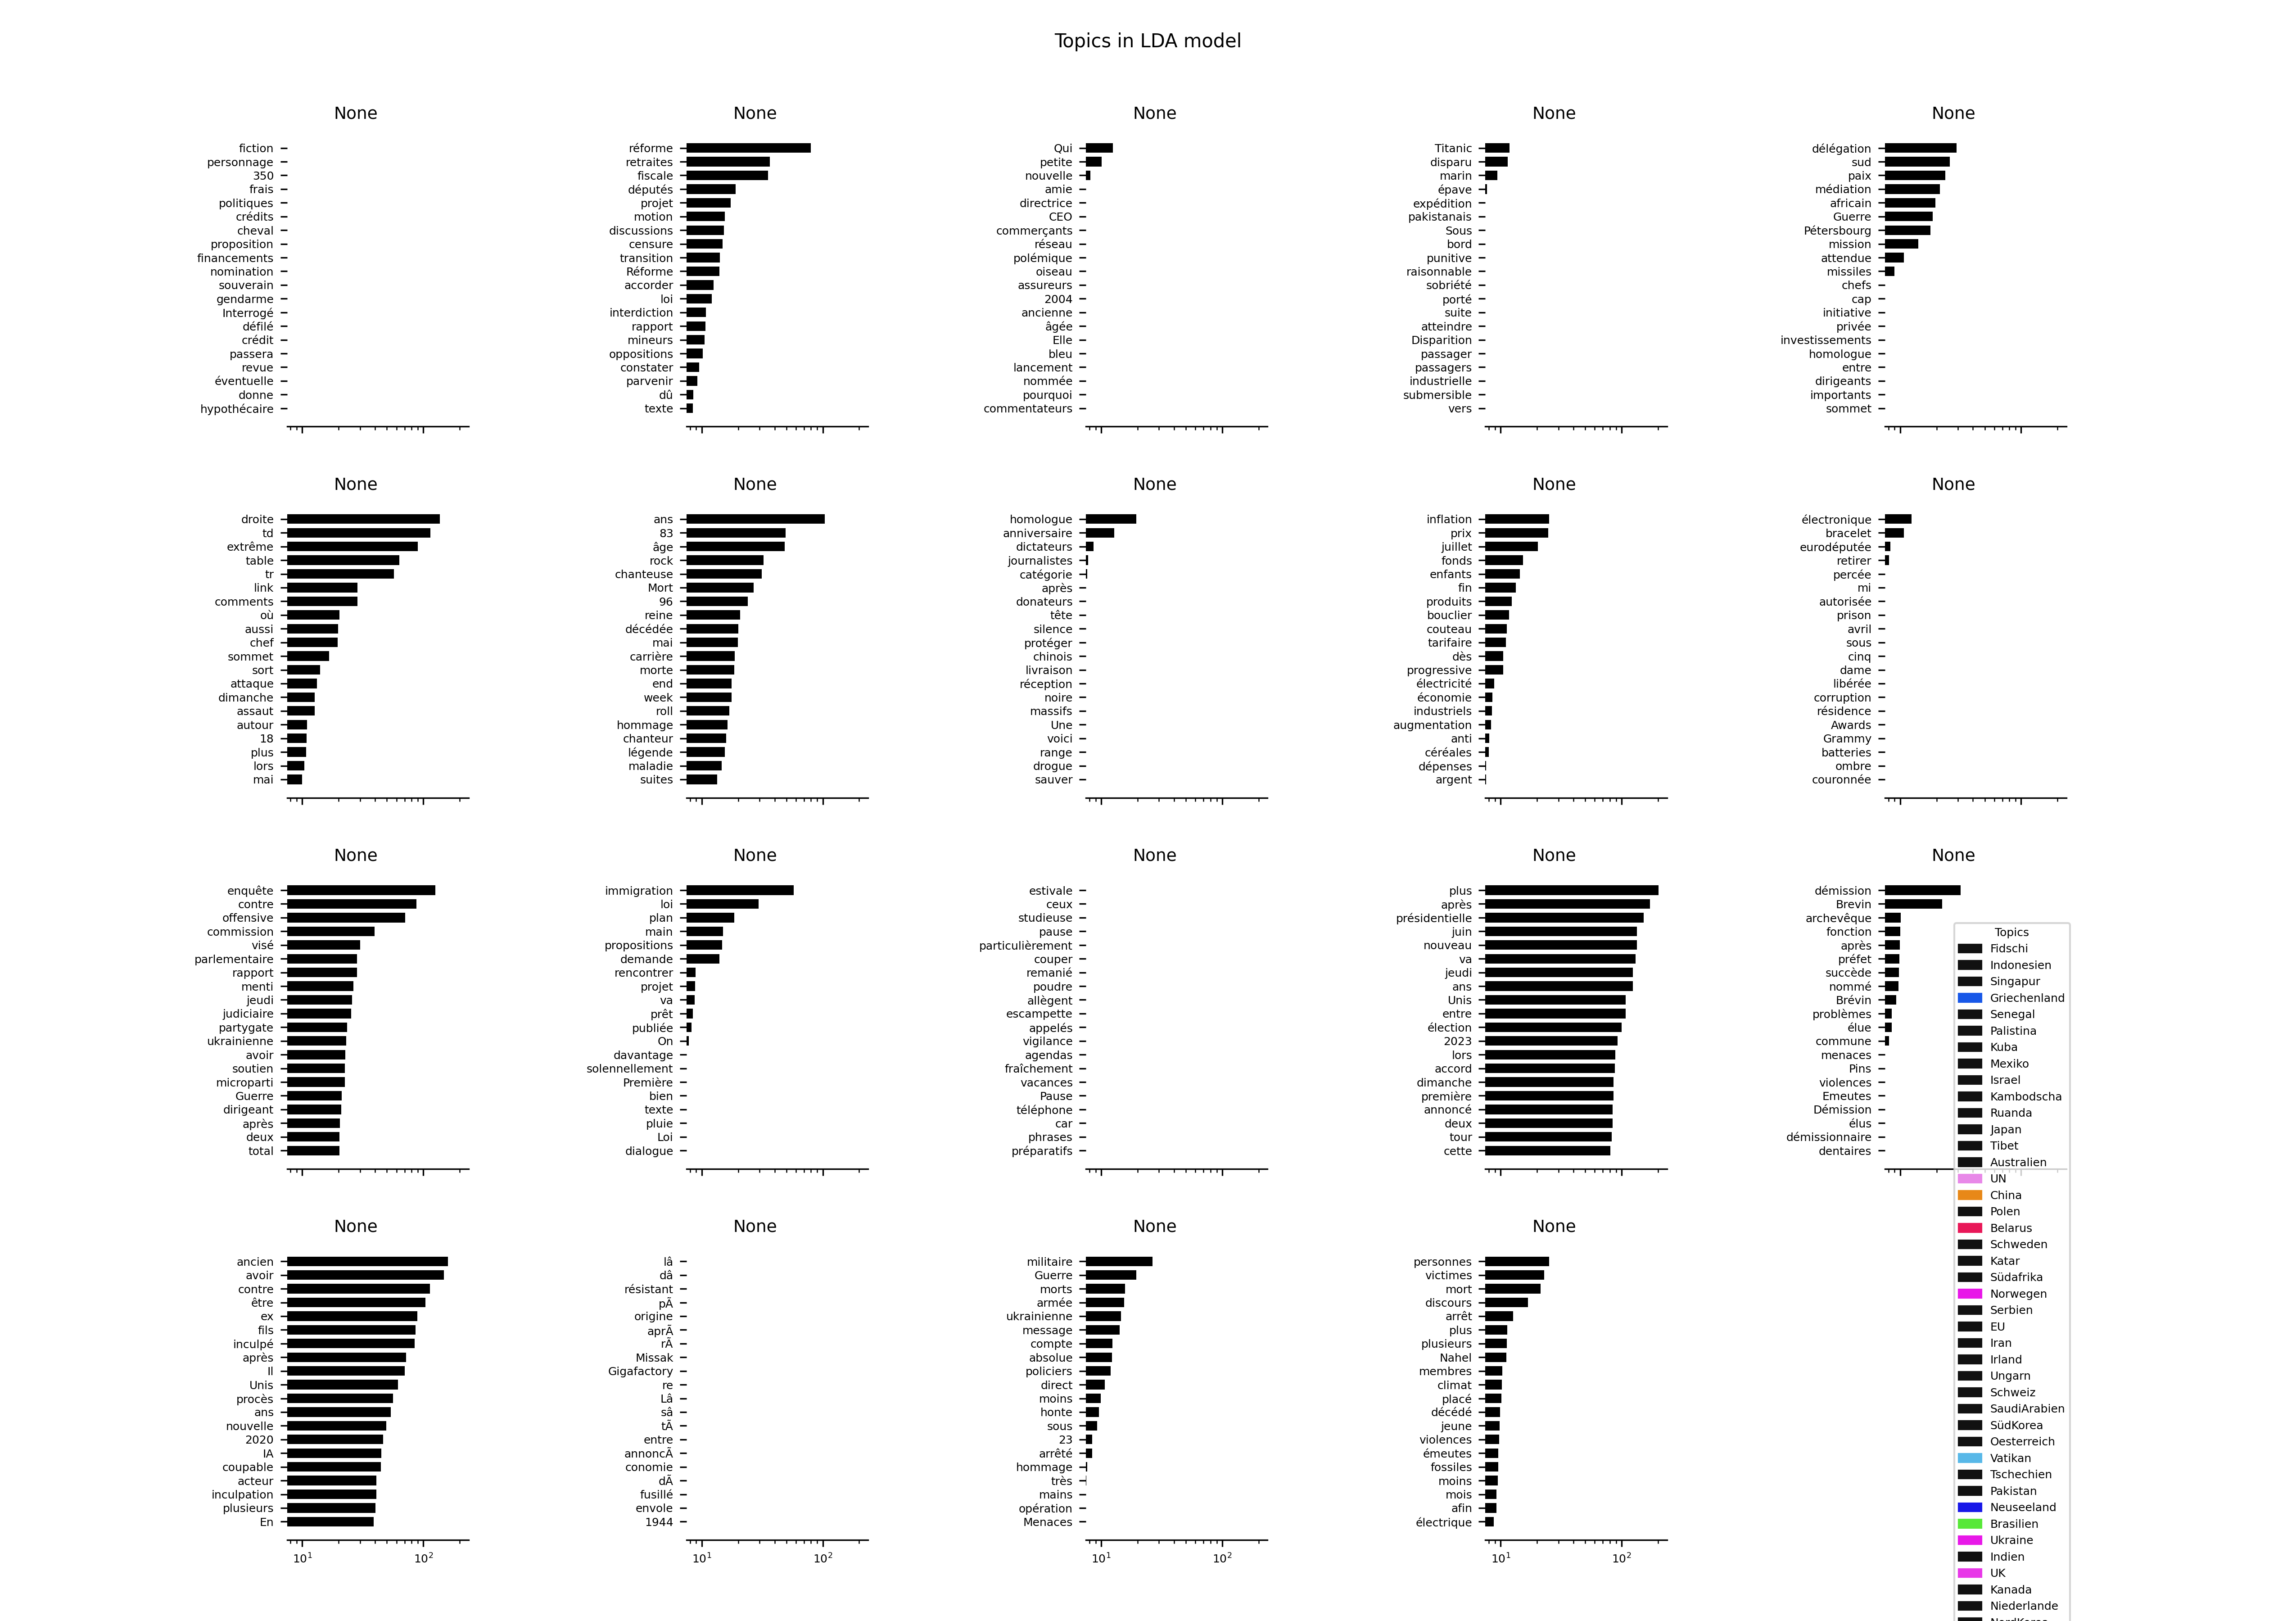 Topics in LDA model
None
fiction
personnage
350
frais
politiques
crédits
cheval
proposition
financements
nomination
souverain
gendarme
Interrogé
défilé
crédit
passera
revue
éventuelle
donne
hypothécaire
None
réforme
retraites
fiscale
députés
projet
motion
discussions
censure
transition
Réforme
accorder
loi
interdiction
rapport
mineurs
oppositions
constater
parvenir
dû
texte
None
Qui
petite
nouvelle
amie
directrice
CEO
commerçants
réseau
polémique
oiseau
assureurs
2004
ancienne
âgée
Elle
bleu
lancement
nommée
pourquoi
commentateurs
None
Titanic
disparu
marin
épave
expédition
pakistanais
Sous
bord
punitive
raisonnable
sobriété
porté
suite
atteindre
Disparition
passager
passagers
industrielle
submersible
vers
None
délégation
sud
paix
médiation
africain
Guerre
Pétersbourg
mission
attendue
missiles
chefs
cap
initiative
privée
investissements
homologue
entre
dirigeants
importants
sommet
None
droite
td
extrême
table
tr
link
comments
où
aussi
chef
sommet
sort
attaque
dimanche
assaut
autour
18
plus
lors
mai
None
ans
83
âge
rock
chanteuse
Mort
96
reine
décédée
mai
carrière
morte
end
week
roll
hommage
chanteur
légende
maladie
suites
None
homologue
anniversaire
dictateurs
journalistes
catégorie
après
donateurs
tête
silence
protéger
chinois
livraison
réception
noire
massifs
Une
voici
range
drogue
sauver
None
inflation
prix
juillet
fonds
enfants
fin
produits
bouclier
couteau
tarifaire
dès
progressive
électricité
économie
industriels
augmentation
anti
céréales
dépenses
argent
None
électronique
bracelet
eurodéputée
retirer
percée
mi
autorisée
prison
avril
sous
cinq
dame
libérée
corruption
résidence
Awards
Grammy
batteries
ombre
couronnée
None
enquête
contre
offensive
commission
visé
parlementaire
rapport
menti
jeudi
judiciaire
partygate
ukrainienne
avoir
soutien
microparti
Guerre
dirigeant
après
deux
total
None
immigration
loi
plan
main
propositions
demande
rencontrer
projet
va
prêt
publiée
On
davantage
solennellement
Première
bien
texte
pluie
Loi
dialogue
None
estivale
ceux
studieuse
pause
particulièrement
couper
remanié
poudre
allègent
escampette
appelés
vigilance
agendas
fraîchement
vacances
Pause
téléphone
car
phrases
préparatifs
None
plus
après
présidentielle
juin
nouveau
va
jeudi
ans
Unis
entre
élection
2023
lors
accord
dimanche
première
annoncé
deux
tour
cette
None
démission
Brevin
archevêque
fonction
après
préfet
succède
nommé
Brévin
problèmes
élue
commune
menaces
Pins
violences
Emeutes
Démission
élus
démissionnaire
dentaires
None
ancien
avoir
contre
être
ex
fils
inculpé
après
Il
Unis
procès
ans
nouvelle
2020
IA
coupable
acteur
inculpation
plusieurs
En
10¹ 10²
None
lâ
dâ
résistant
pÃ
origine
aprÃ
rÃ
Missak
Gigafactory
re
Lâ
sâ
tÃ
entre
annoncÃ
conomie
dÃ
fusillé
envole
1944
10¹ 10²
None
militaire
Guerre
morts
armée
ukrainienne
message
compte
absolue
policiers
direct
moins
honte
sous
23
arrêté
hommage
très
mains
opération
Menaces
10¹ 10²
None
personnes
victimes
mort
discours
arrêt
plus
plusieurs
Nahel
membres
climat
placé
décédé
jeune
violences
émeutes
fossiles
moins
mois
afin
électrique
10¹ 10²
Topics
Fidschi
Indonesien
Singapur
Griechenland
Senegal
Palistina
Kuba
Mexiko
Israel
Kambodscha
Ruanda
Japan
Tibet
Australien
UN
China
Polen
Belarus
Schweden
Katar
Südafrika
Norwegen
Serbien
EU
Iran
Irland
Ungarn
Schweiz
SaudiArabien
SüdKorea
Oesterreich
Vatikan
Tschechien
Pakistan
Neuseeland
Brasilien
Ukraine
Indien
UK
Kanada
Niederlande